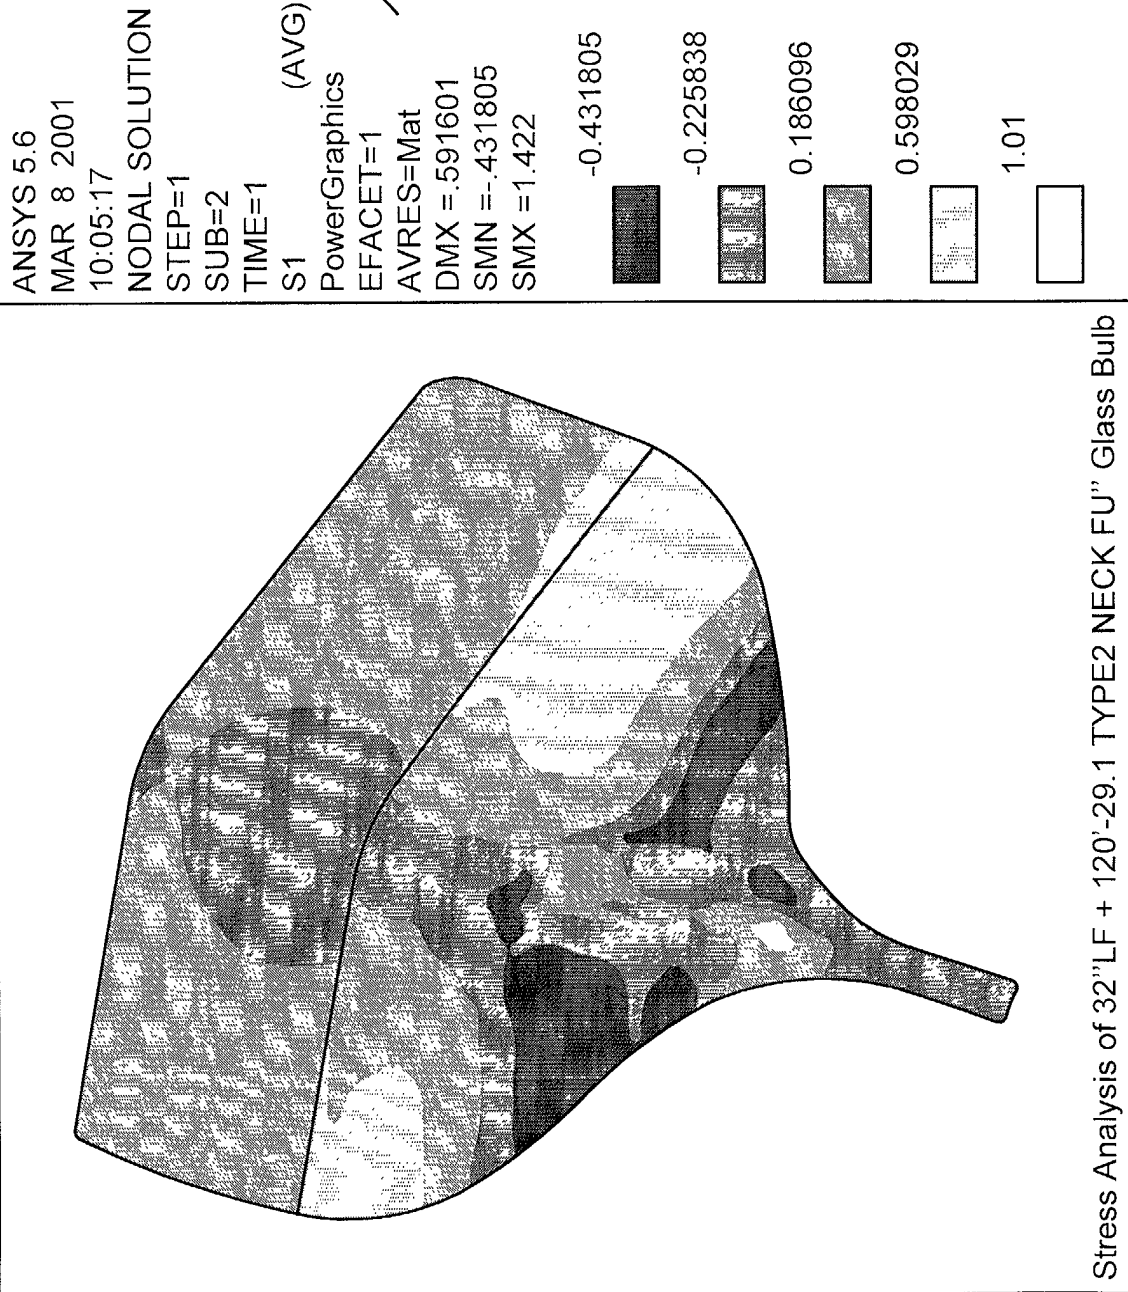 ANSYS 5.6
MAR 8 2001
10:05:17
NODAL SOLUTION
STEP=1
SUB=2
TIME=1
S1 (AVG)
PowerGraphics
EFACET=1
AVRES=Mat
DMX =.591601
SMN =-.431805
SMX =1.422
-0.431805
-0.225838
0.186096
0.598029
1.01
Stress Analysis of 32"LF + 120'-29.1 TYPE2 NECK FU" Glass Bulb